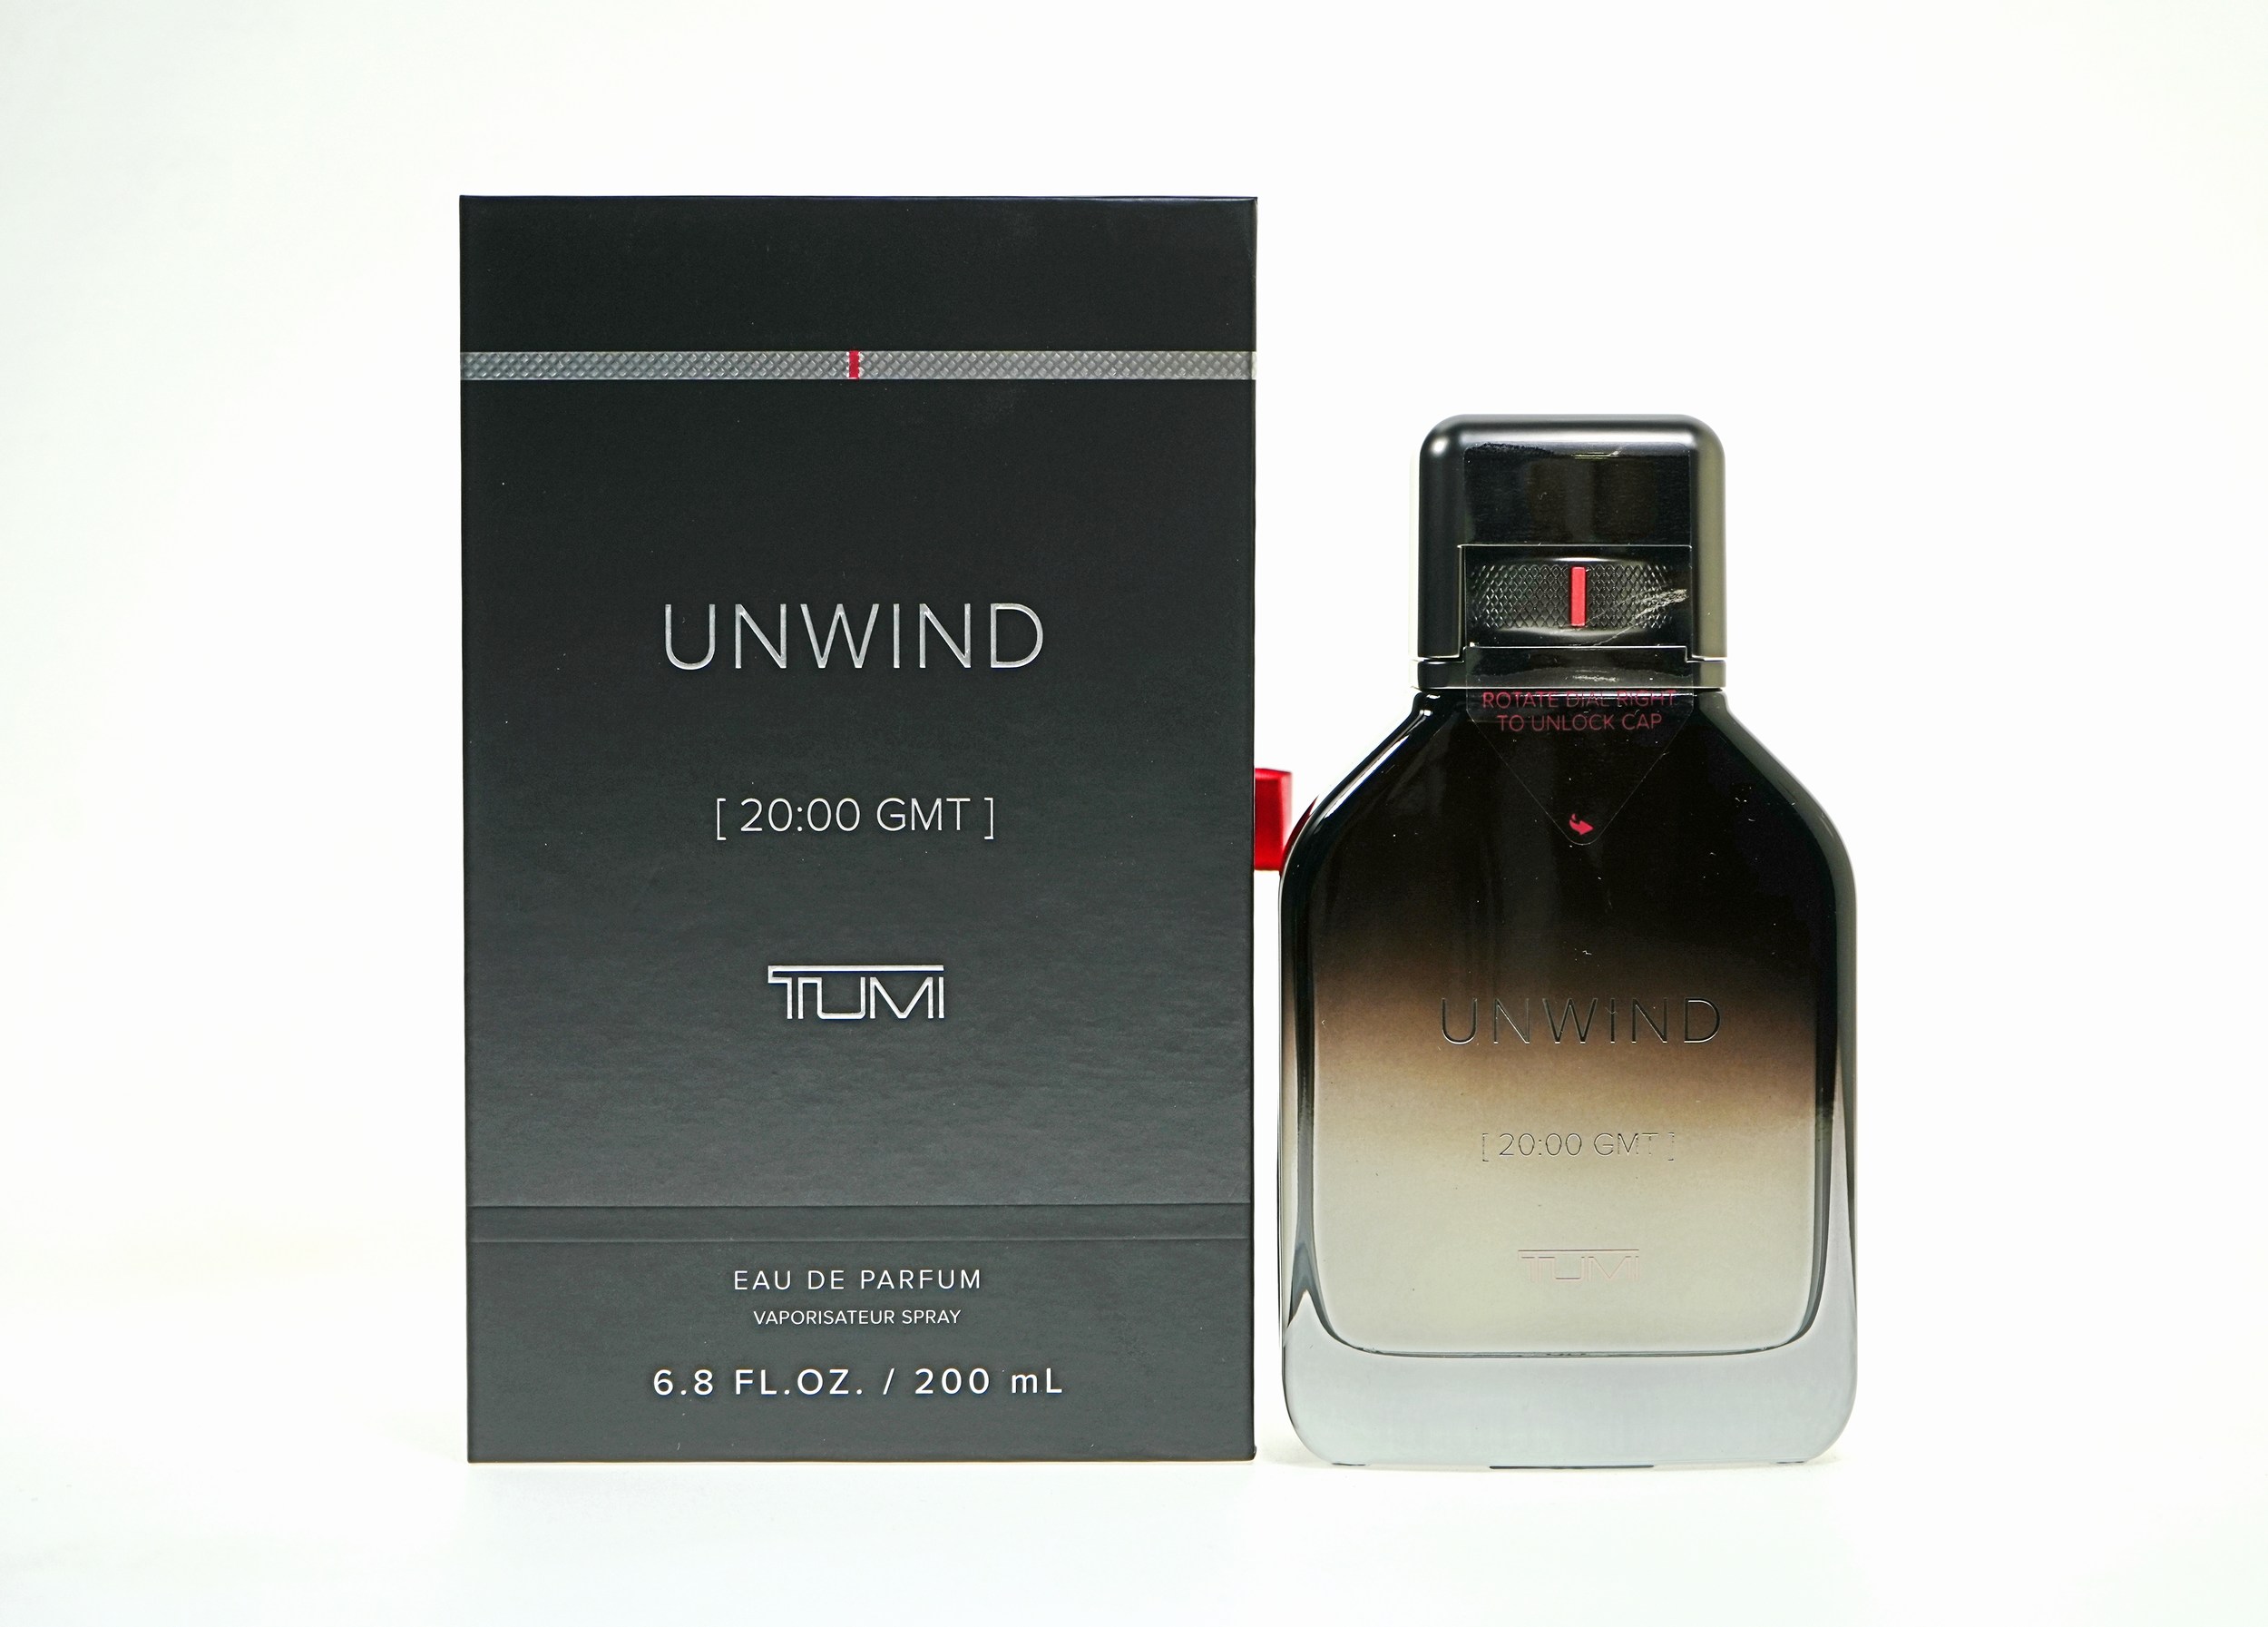 UNWIND
[ 20:00 GMT ]
TUMI
EAU DE PARFUM
VAPORISATEUR SPRAY
6.8 FL.OZ. / 200 mL
ROTATE DIAL RIGHT
TO UNLOCK CAP
UNWIND
[ 20:00 GMT ]
TUMI